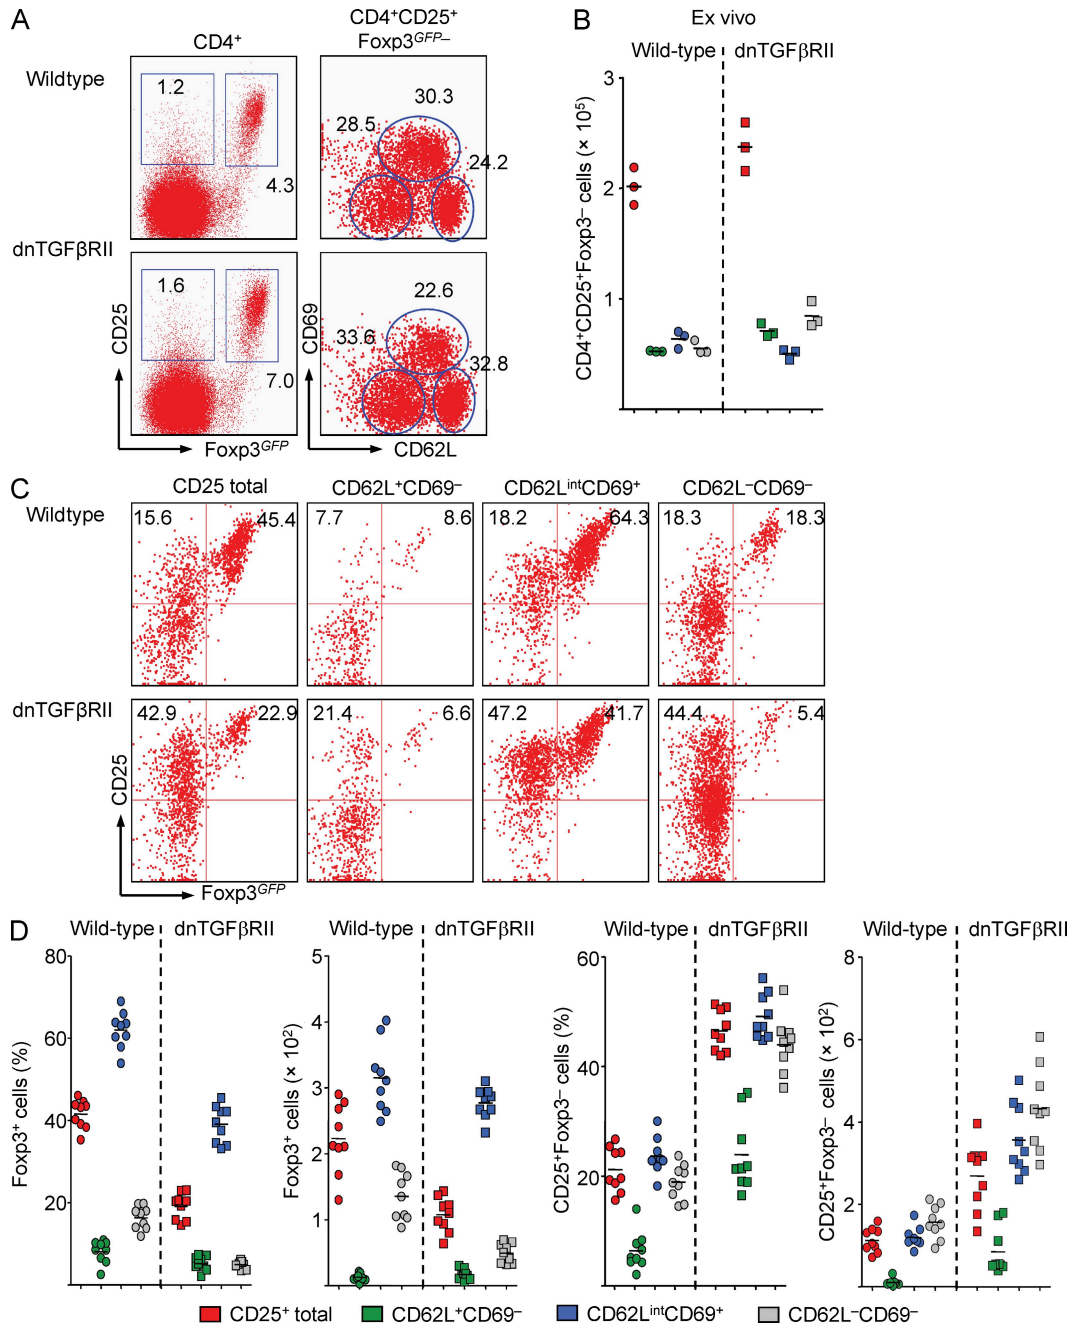 A
CD4+
CD4+CD25+
Foxp3GFP–
Wildtype
1.2
4.3
30.3
28.5
24.2
dnTGFβRII
1.6
7.0
22.6
33.6
32.8
CD25
Foxp3GFP
CD69
CD62L
B
Ex vivo
Wild-type
dnTGFβRII
CD4+CD25+Foxp3– cells (× 10⁵)
3
2
1
C
CD25 total
CD62L+CD69–
CD62LintCD69+
CD62L–CD69–
Wildtype
15.6
45.4
7.7
8.6
18.2
64.3
18.3
18.3
dnTGFβRII
42.9
22.9
21.4
6.6
47.2
41.7
44.4
5.4
CD25
Foxp3GFP
D
Wild-type
dnTGFβRII
Foxp3+ cells (%)
80
60
40
20
Wild-type
dnTGFβRII
Foxp3+ cells (× 10²)
5
4
3
2
1
Wild-type
dnTGFβRII
CD25+Foxp3– cells (%)
60
40
20
Wild-type
dnTGFβRII
CD25+Foxp3– cells (× 10²)
8
6
4
2
CD25+ total
CD62L+CD69–
CD62LintCD69+
CD62L–CD69–